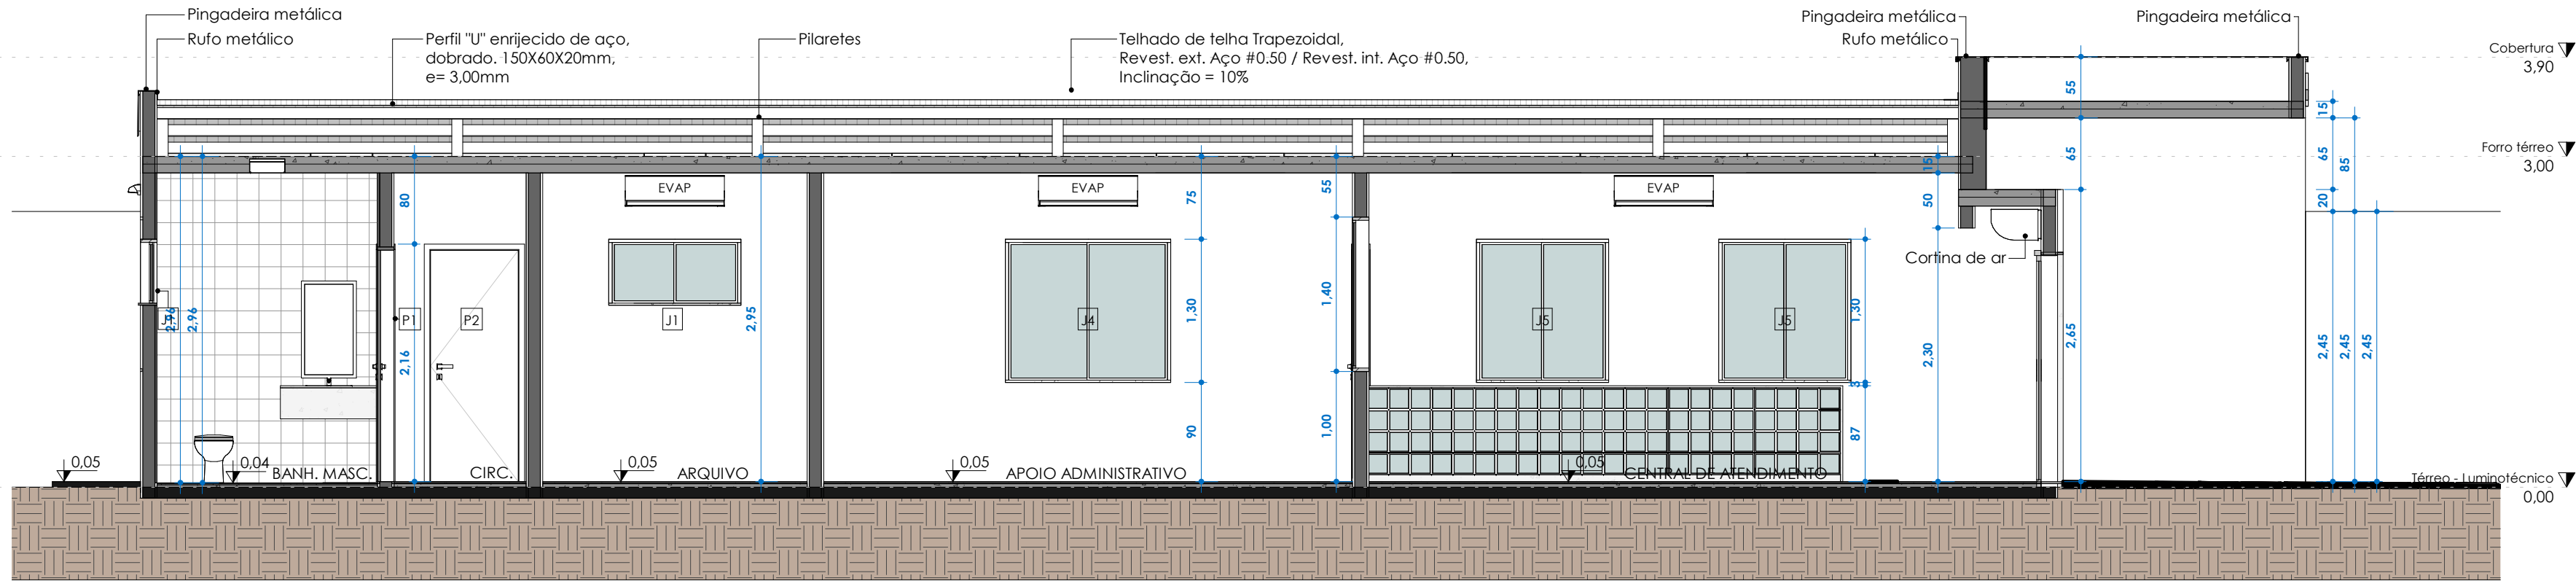 Pingadeira metálica
Rufo metálico
Perfil "U" enrijecido de aço,
dobrado. 150X60X20mm,
e= 3,00mm
Pilaretes
Telhado de telha Trapezoidal,
Revest. ext. Aço #0.50 / Revest. int. Aço #0.50,
Inclinação = 10%
Pingadeira metálica
Rufo metálico
Pingadeira metálica
Cobertura
3,90
55
15
65
65
85
20
Forro térreo
3,00
15
80
EVAP
75
EVAP
55
EVAP
50
Cortina de ar
2,96
2,96
P1
P2
2,16
J1
2,95
J4
1,30
1,40
J5
J5
1,30
2,30
2,65
2,45
2,45
2,45
3
90
1,00
87
0,05
0,04
BANH. MASC.
CIRC.
0,05
ARQUIVO
0,05
APOIO ADMINISTRATIVO
0,05
CENTRAL DE ATENDIMENTO
Térreo - Luminotécnico
0,00